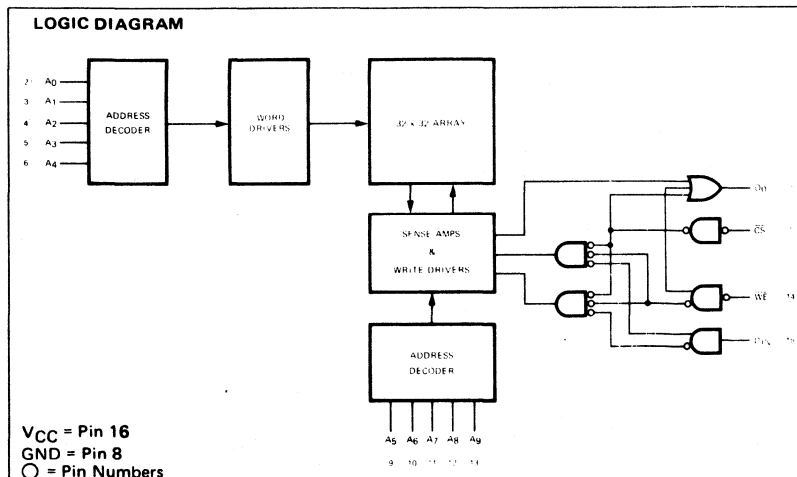 LOGIC DIAGRAM
2 A0
3 A1
4 A2
5 A3
6 A4
ADDRESS
DECODER
WORD
DRIVERS
32 x 32 ARRAY
SENSE AMPS
&
WRITE DRIVERS
CS
WE 14
ADDRESS
DECODER
A5 A6 A7 A8 A9
9 10 11 12 13
VCC = Pin 16
GND = Pin 8
◯ = Pin Numbers